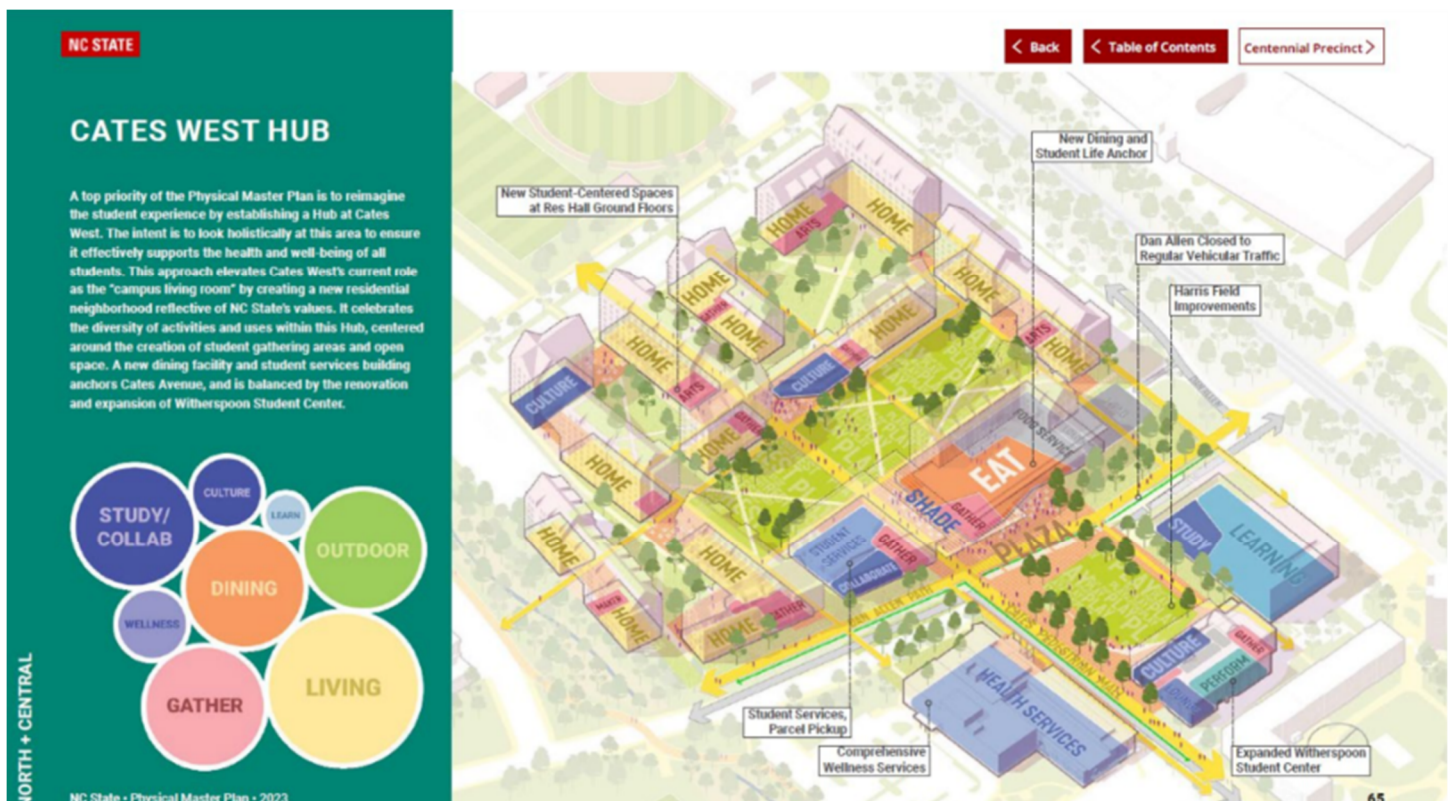 NC STATE
Back
Table of Contents
Centennial Precinct
CATES WEST HUB
A top priority of the Physical Master Plan is to reimagine
the student experience by establishing a Hub at Cates
West. The intent is to look holistically at this area to ensure
it effectively supports the health and well-being of all
students. This approach elevates Cates West's current role
as the "campus living room" by creating a new residential
neighborhood reflective of NC State's values. It celebrates
the diversity of activities and uses within this Hub, centered
around the creation of student gathering areas and open
space. A new dining facility and student services building
anchors Cates Avenue, and is balanced by the renovation
and expansion of Witherspoon Student Center.
STUDY/
COLLAB
CULTURE
LEARN
OUTDOOR
DINING
WELLNESS
GATHER
LIVING
NORTH + CENTRAL
NC State • Physical Master Plan • 2023
New Dining and
Student Life Anchor
New Student-Centered Spaces
at Res Hall Ground Floors
Dan Allen Closed to
Regular Vehicular Traffic
Harris Field
Improvements
HOME
ARTS
HOME
HOME
HOME
GATHER
HOME
HOME
HOME
ARTS
HOME
CULTURE
CULTURE
ARTS
HOME
GATHER
HOME
FOOD SERVICE
EAT
SHADE
GATHER
STUDENT
SERVICES
GATHER
COLLABORATE
HOME
HOME
MAKER
HOME
HOME
GATHER
PLAZA
STUDY
LEARNING
DAN ALLEN PATH
CULTURE
GATHER
PERFORM
HEALTH SERVICES
Student Services,
Parcel Pickup
Comprehensive
Wellness Services
Expanded Witherspoon
Student Center
65